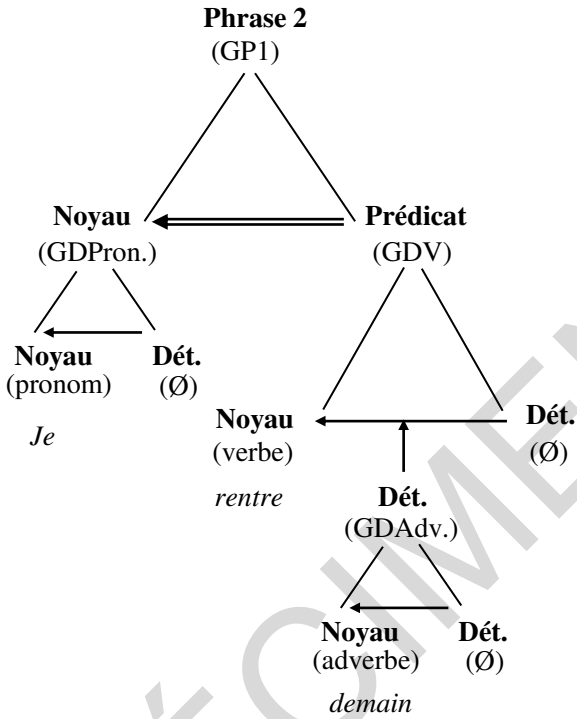 Phrase 2
(GP1)
Noyau Prédicat
(GDPron.) (GDV)
Noyau Dét.
(pronom) (Ø)
Je
Noyau Dét.
(verbe) (Ø)
rentre
Dét.
(GDAdv.)
Noyau Dét.
(adverbe) (Ø)
demain
ÉCIMEN